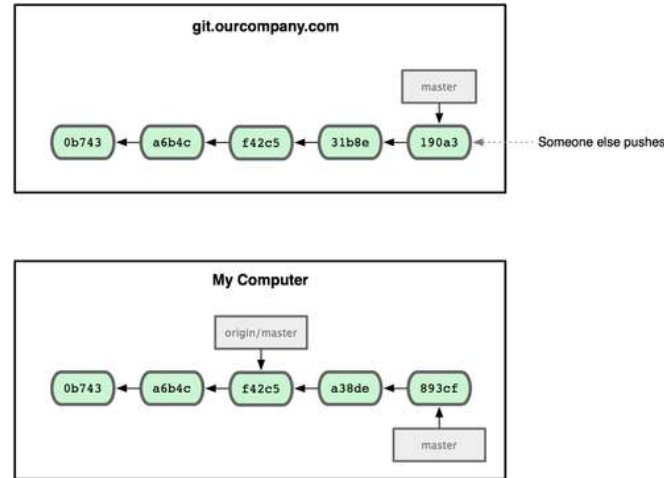 git.ourcompany.com
master
0b743 a6b4c f42c5 31b8e 190a3 Someone else pushes
My Computer
origin/master
0b743 a6b4c f42c5 a38de 893cf
master